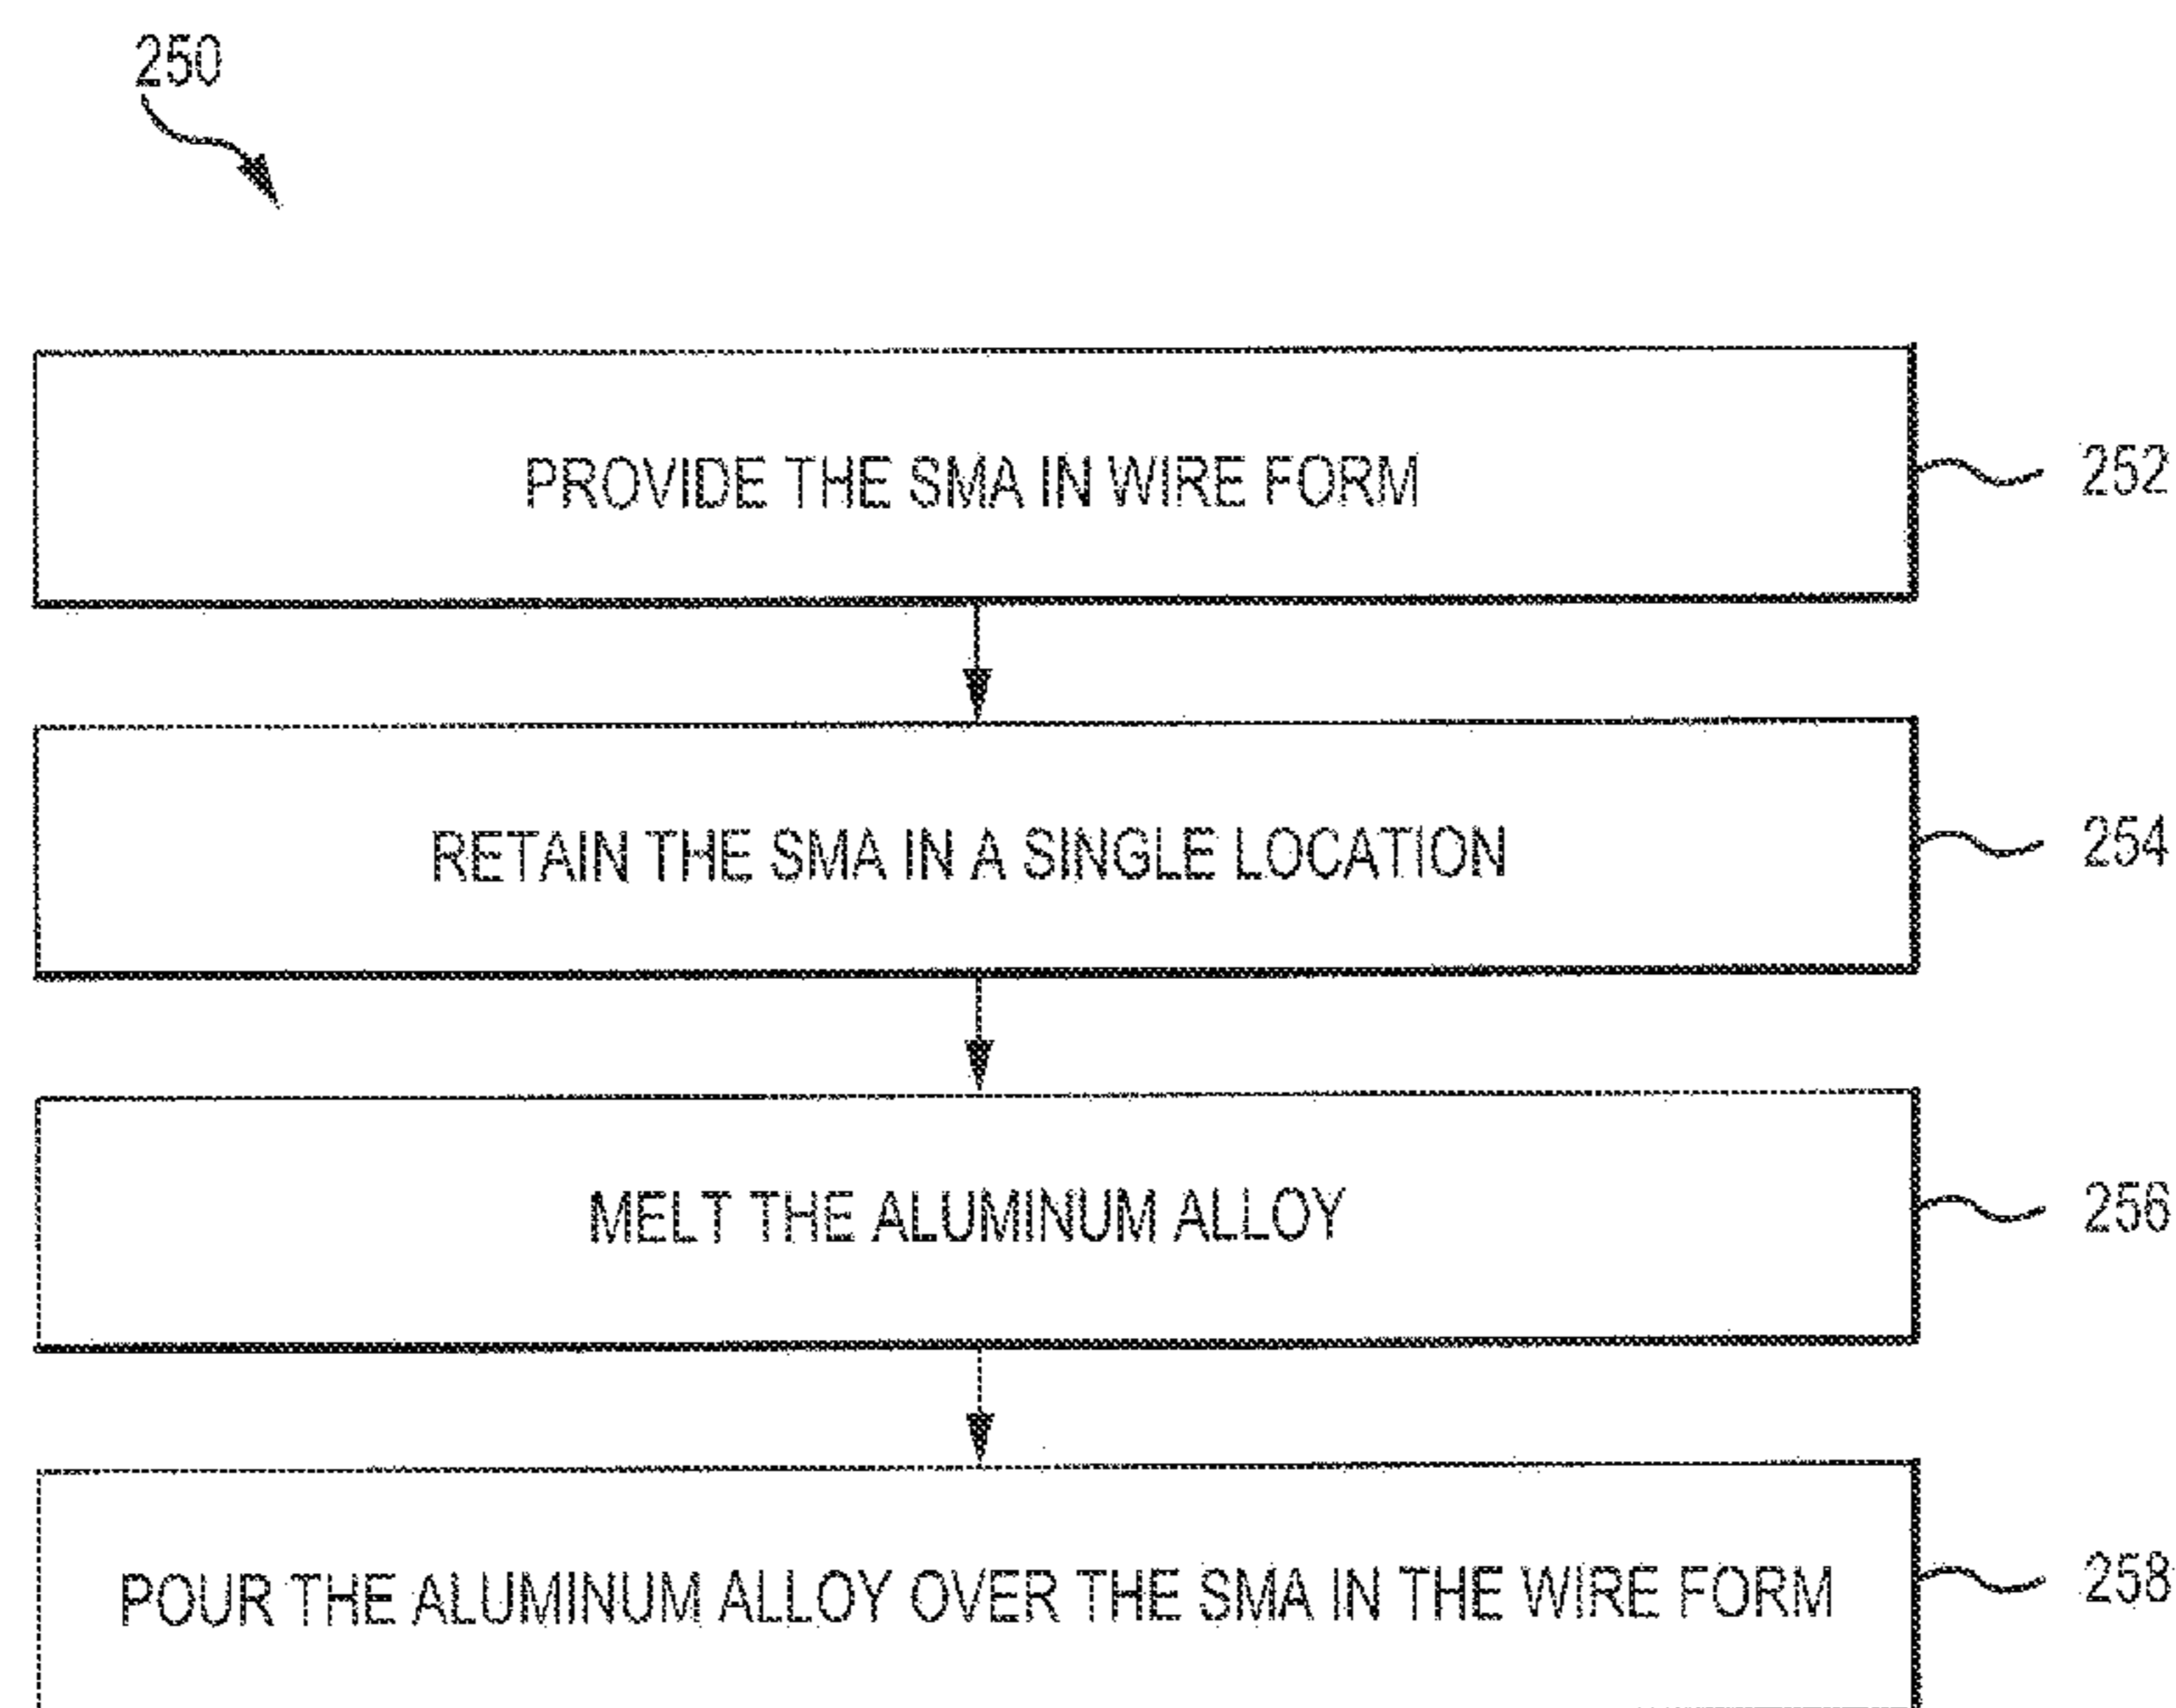 250
PROVIDE THE SMA IN WIRE FORM
252
RETAIN THE SMA IN A SINGLE LOCATION
254
MELT THE ALUMINUM ALLOY
256
POUR THE ALUMINUM ALLOY OVER THE SMA IN THE WIRE FORM
258